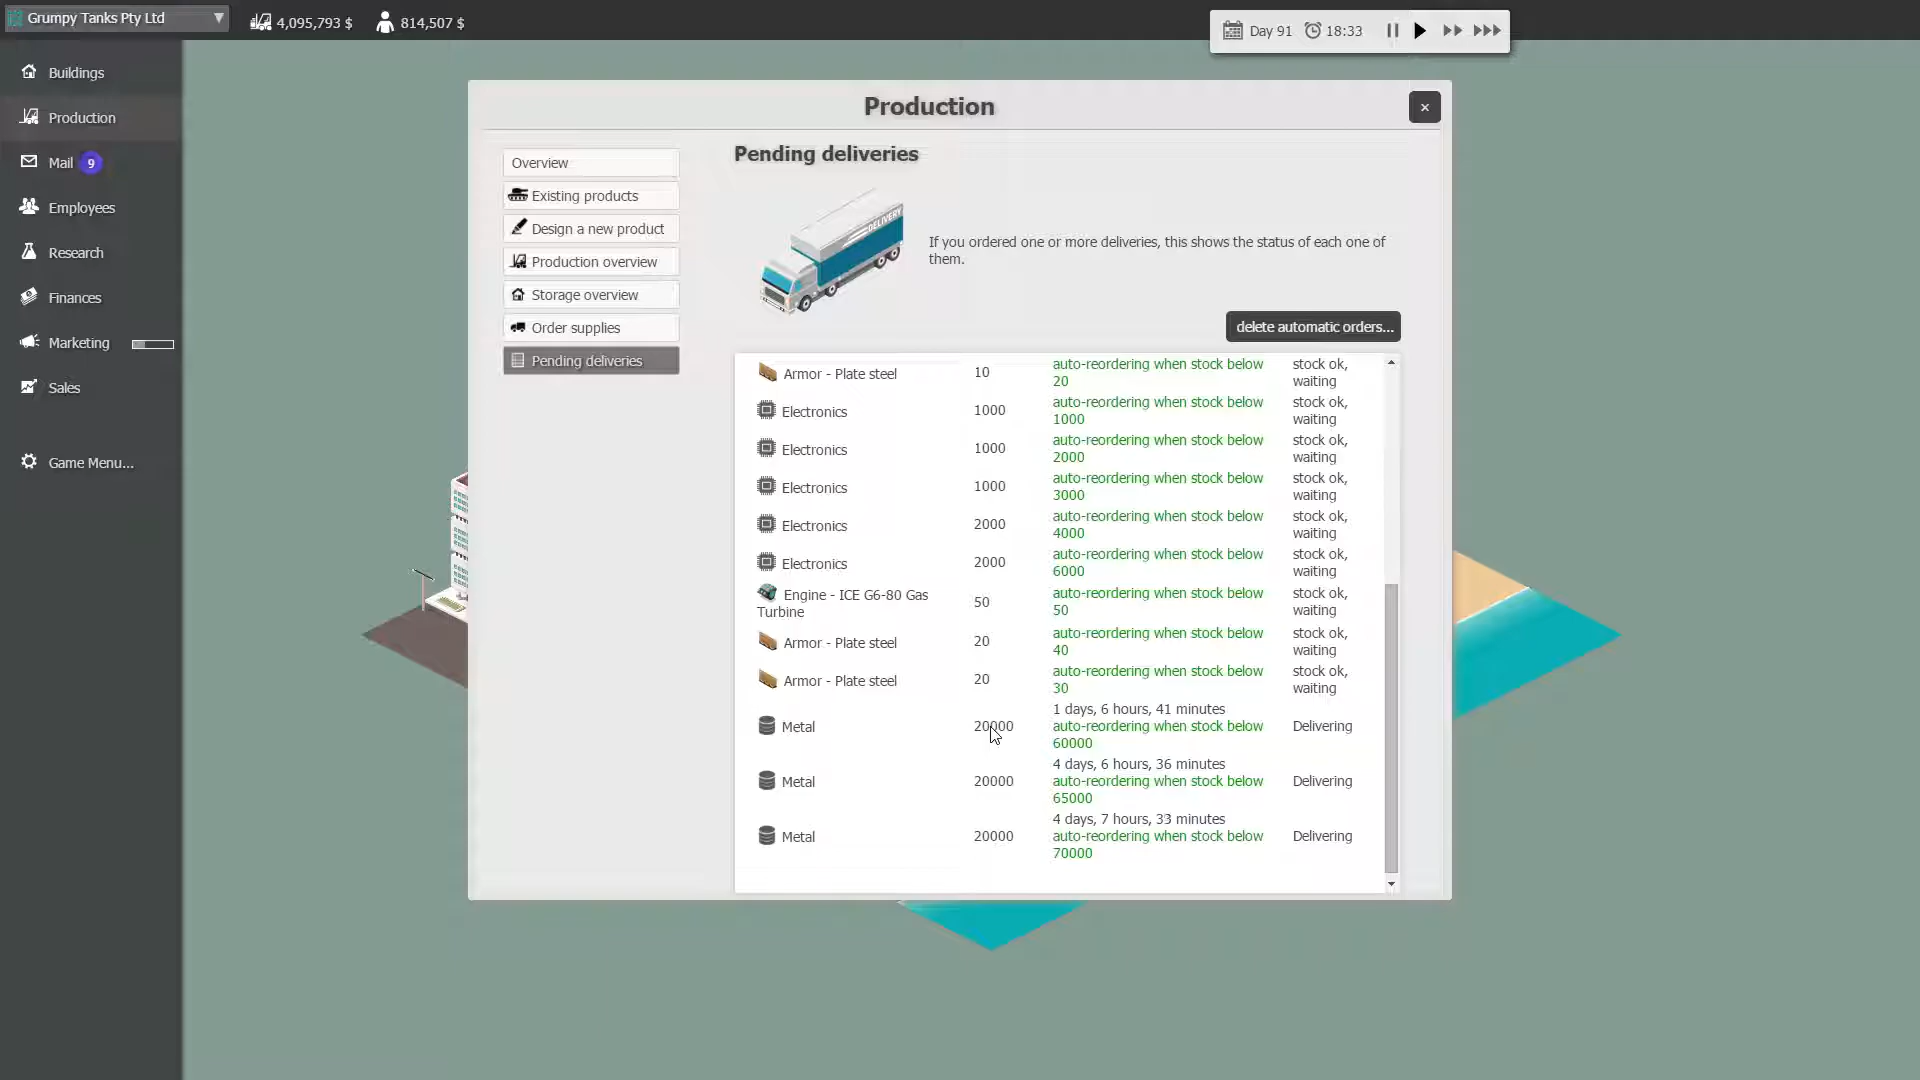 Grumpy Tanks Pty Ltd
4,095,793 $
814,507 $
Day 91
18:33
Buildings
Production
Mail 9
Employees
Research
Finances
Marketing
Sales
Game Menu...
Production
Overview
Existing products
Design a new product
Production overview
Storage overview
Order supplies
Pending deliveries
Pending deliveries
DELIVERY
If you ordered one or more deliveries, this shows the status of each one of
them.
delete automatic orders...
Armor - Plate steel 10 auto-reordering when stock below stock ok,
20 waiting
Electronics 1000 auto-reordering when stock below stock ok,
1000 waiting
Electronics 1000 auto-reordering when stock below stock ok,
2000 waiting
Electronics 1000 auto-reordering when stock below stock ok,
3000 waiting
Electronics 2000 auto-reordering when stock below stock ok,
4000 waiting
Electronics 2000 auto-reordering when stock below stock ok,
6000 waiting
Engine - ICE G6-80 Gas 50 auto-reordering when stock below stock ok,
Turbine 50 waiting
Armor - Plate steel 20 auto-reordering when stock below stock ok,
40 waiting
Armor - Plate steel 20 auto-reordering when stock below stock ok,
30 waiting
1 days, 6 hours, 41 minutes
Metal 20000 auto-reordering when stock below Delivering
60000
4 days, 6 hours, 36 minutes
Metal 20000 auto-reordering when stock below Delivering
65000
4 days, 7 hours, 33 minutes
Metal 20000 auto-reordering when stock below Delivering
70000